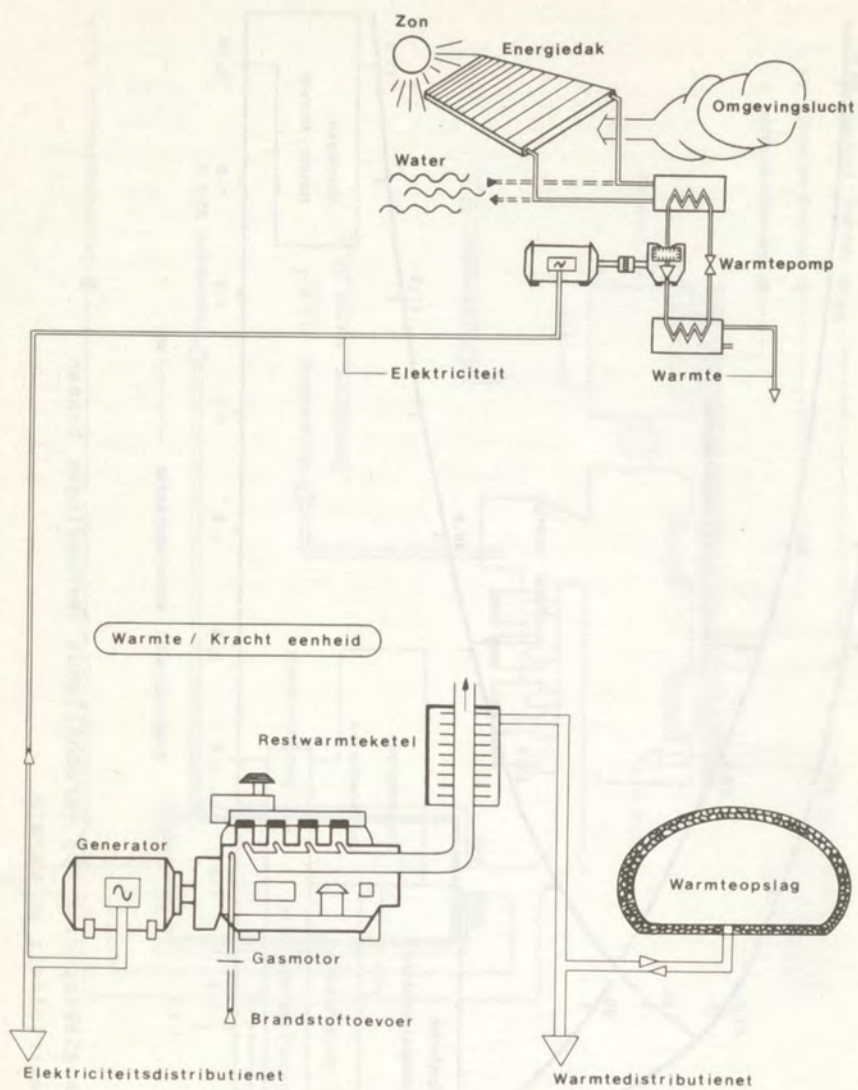 Zon
Energiedak
Omgevingslucht
Water
Warmtepomp
Elektriciteit
Warmte
Warmte / Kracht eenheid
Restwarmteketel
Generator
Warmteopslag
Gasmotor
Brandstoftoevoer
Elektriciteitsdistributienet
Warmtedistributienet